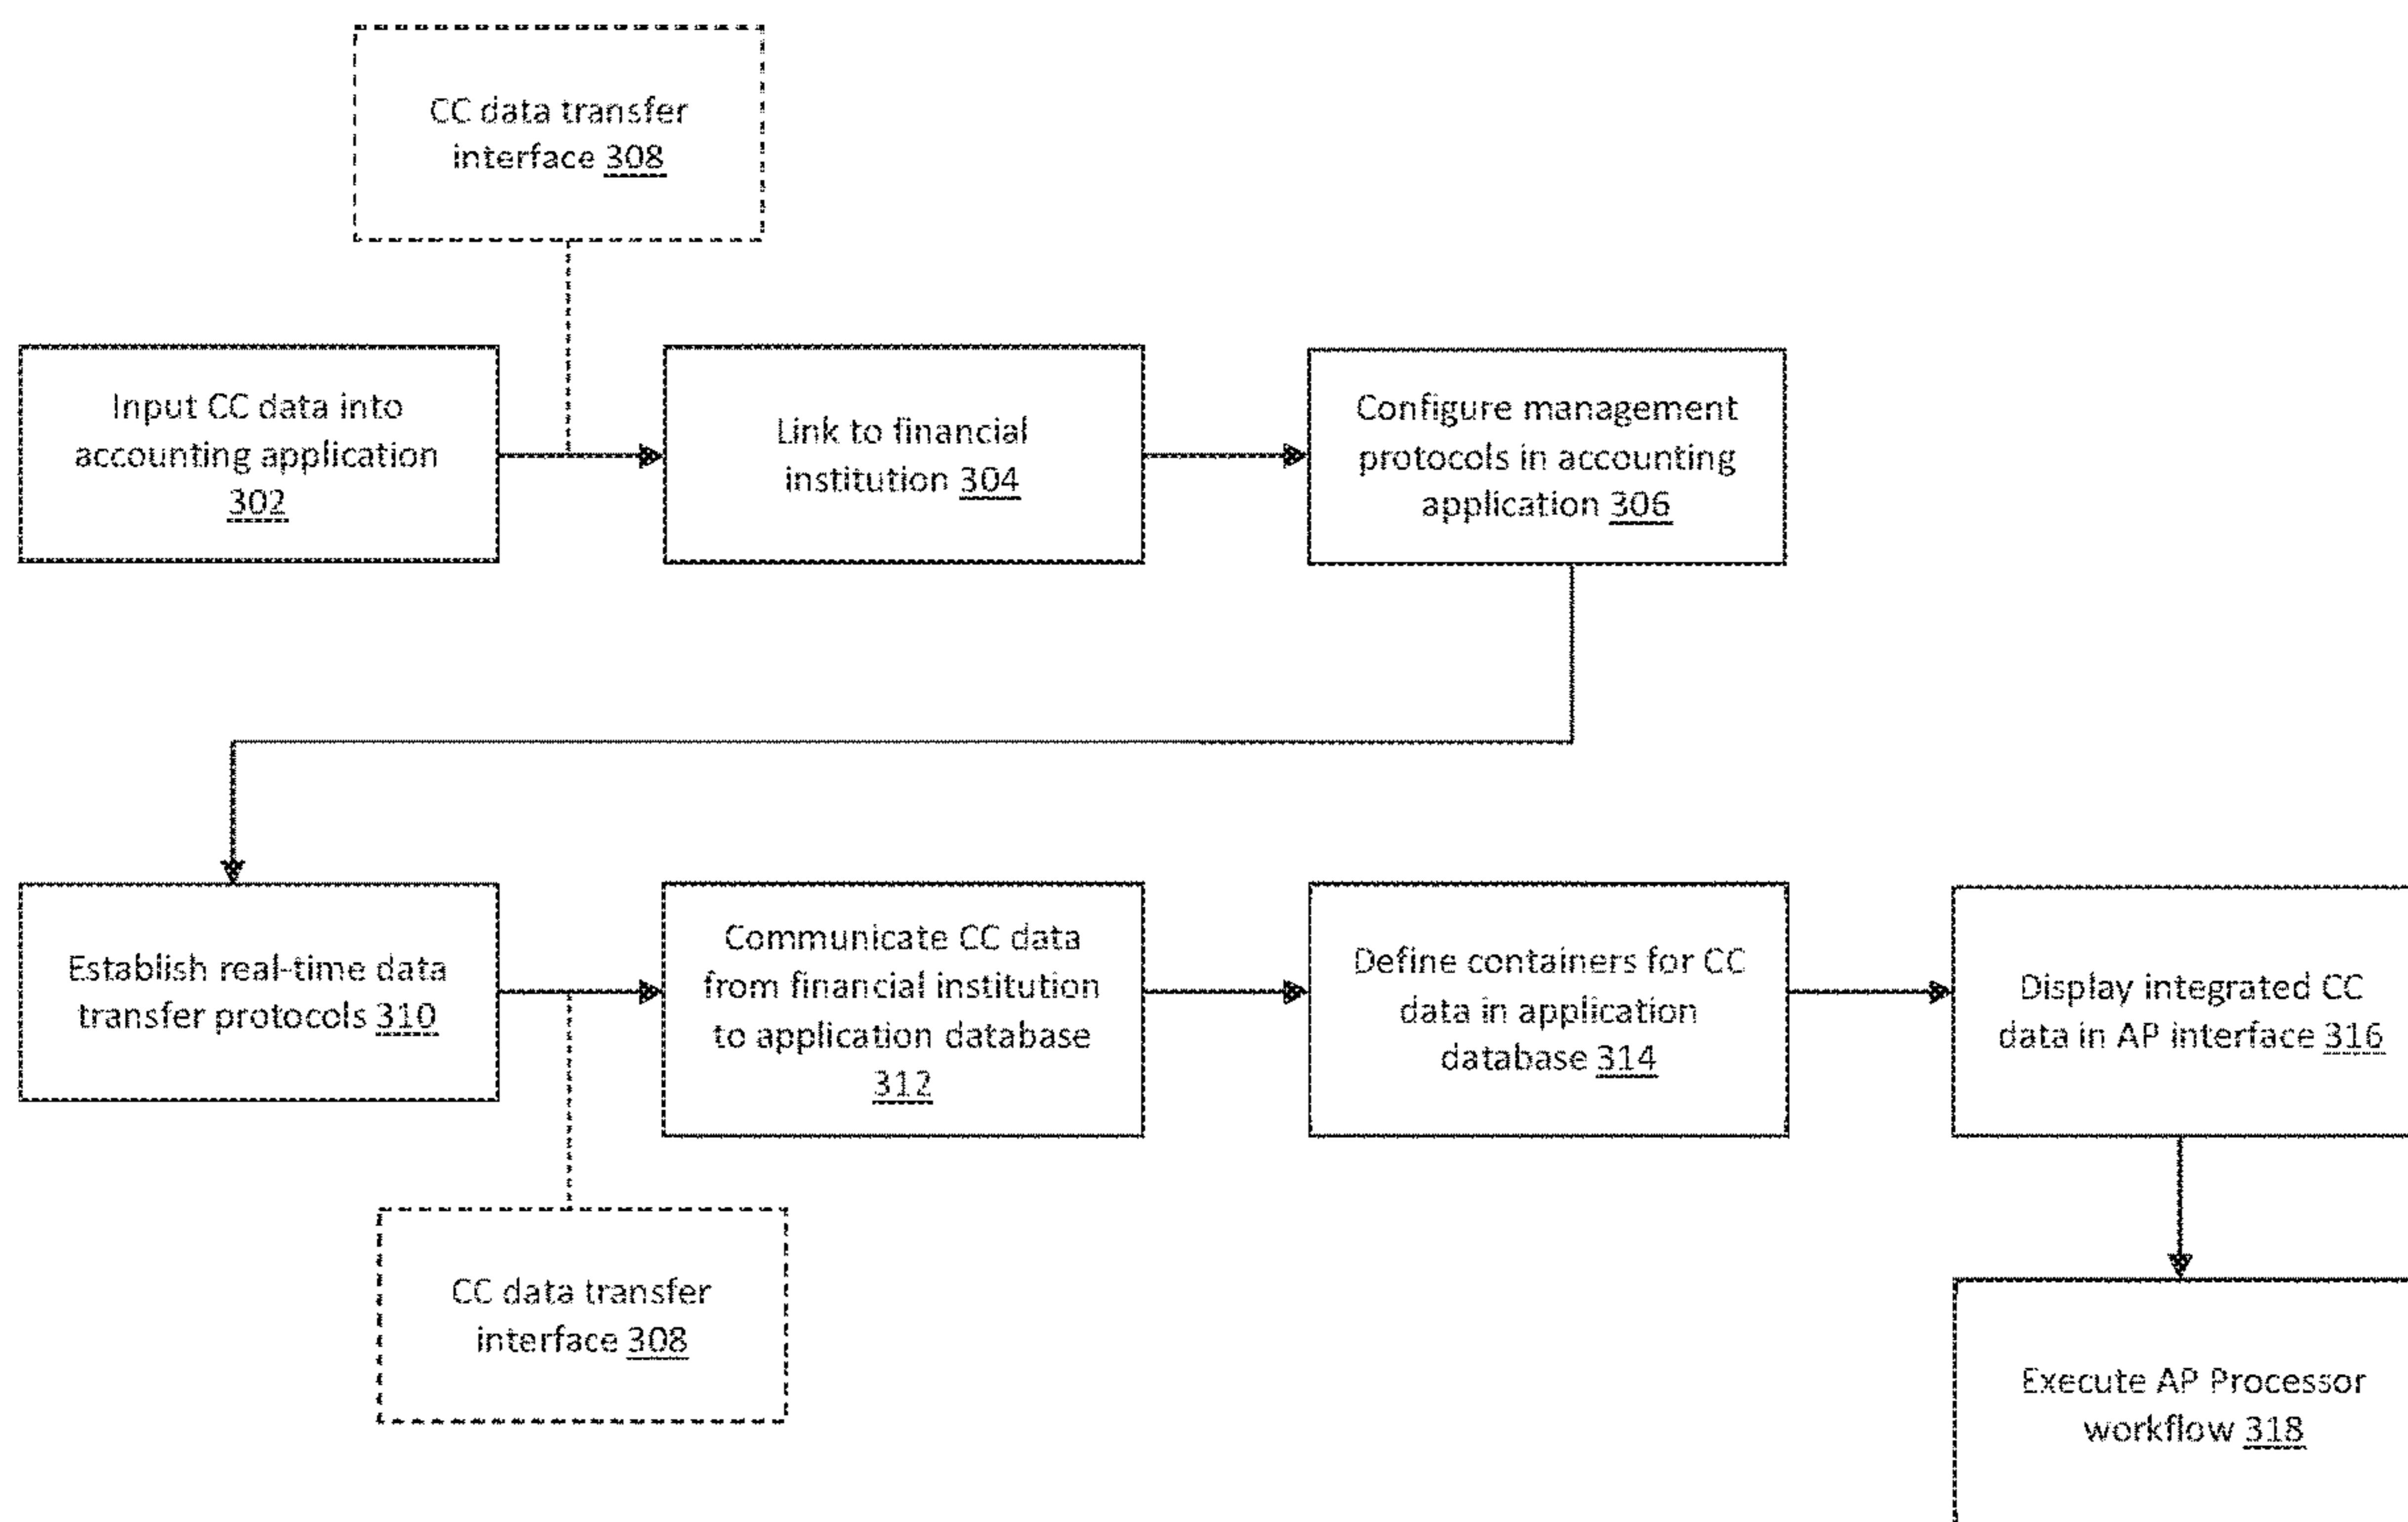 CC data transfer
interface 308
Input CC data into
accounting application
302
Link to financial
institution 304
Configure management
protocols in accounting
application 306
Establish real-time data
transfer protocols 310
Communicate CC data
from financial institution
to application database
312
Define containers for CC
data in application
database 314
Display integrated CC
data in AP interface 316
CC data transfer
interface 308
Execute AP Processor
workflow 318